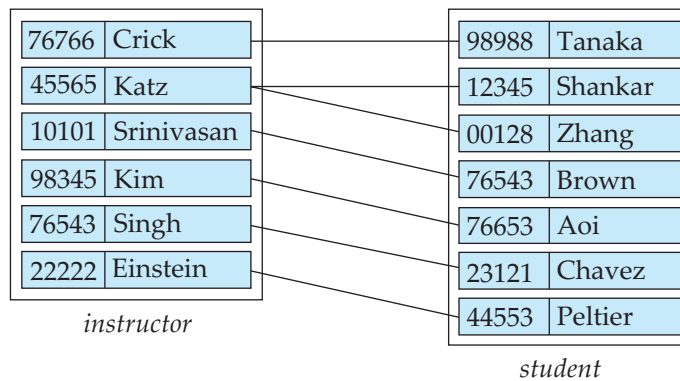 76766 Crick
45565 Katz
10101 Srinivasan
98345 Kim
76543 Singh
22222 Einstein
instructor
98988 Tanaka
12345 Shankar
00128 Zhang
76543 Brown
76653 Aoi
23121 Chavez
44553 Peltier
student